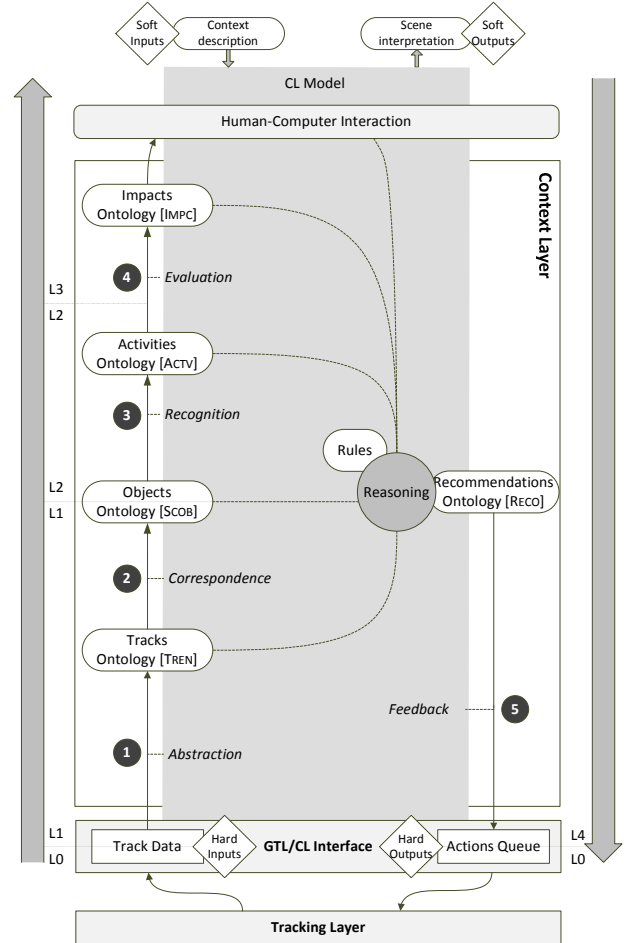 Soft
Inputs
Context
description
Scene
interpretation
Soft
Outputs
CL Model
Human-Computer Interaction
Context Layer
Impacts
Ontology [IMPC]
4
Evaluation
L3
L2
Activities
Ontology [ACTV]
3
Recognition
Rules
L2
L1
Objects
Ontology [SCOB]
Reasoning
Recommendations
Ontology [RECO]
2
Correspondence
Tracks
Ontology [TREN]
Feedback
5
1
Abstraction
L1
L0
Track Data
Hard
Inputs
GTL/CL Interface
Hard
Outputs
Actions Queue
L4
L0
Tracking Layer